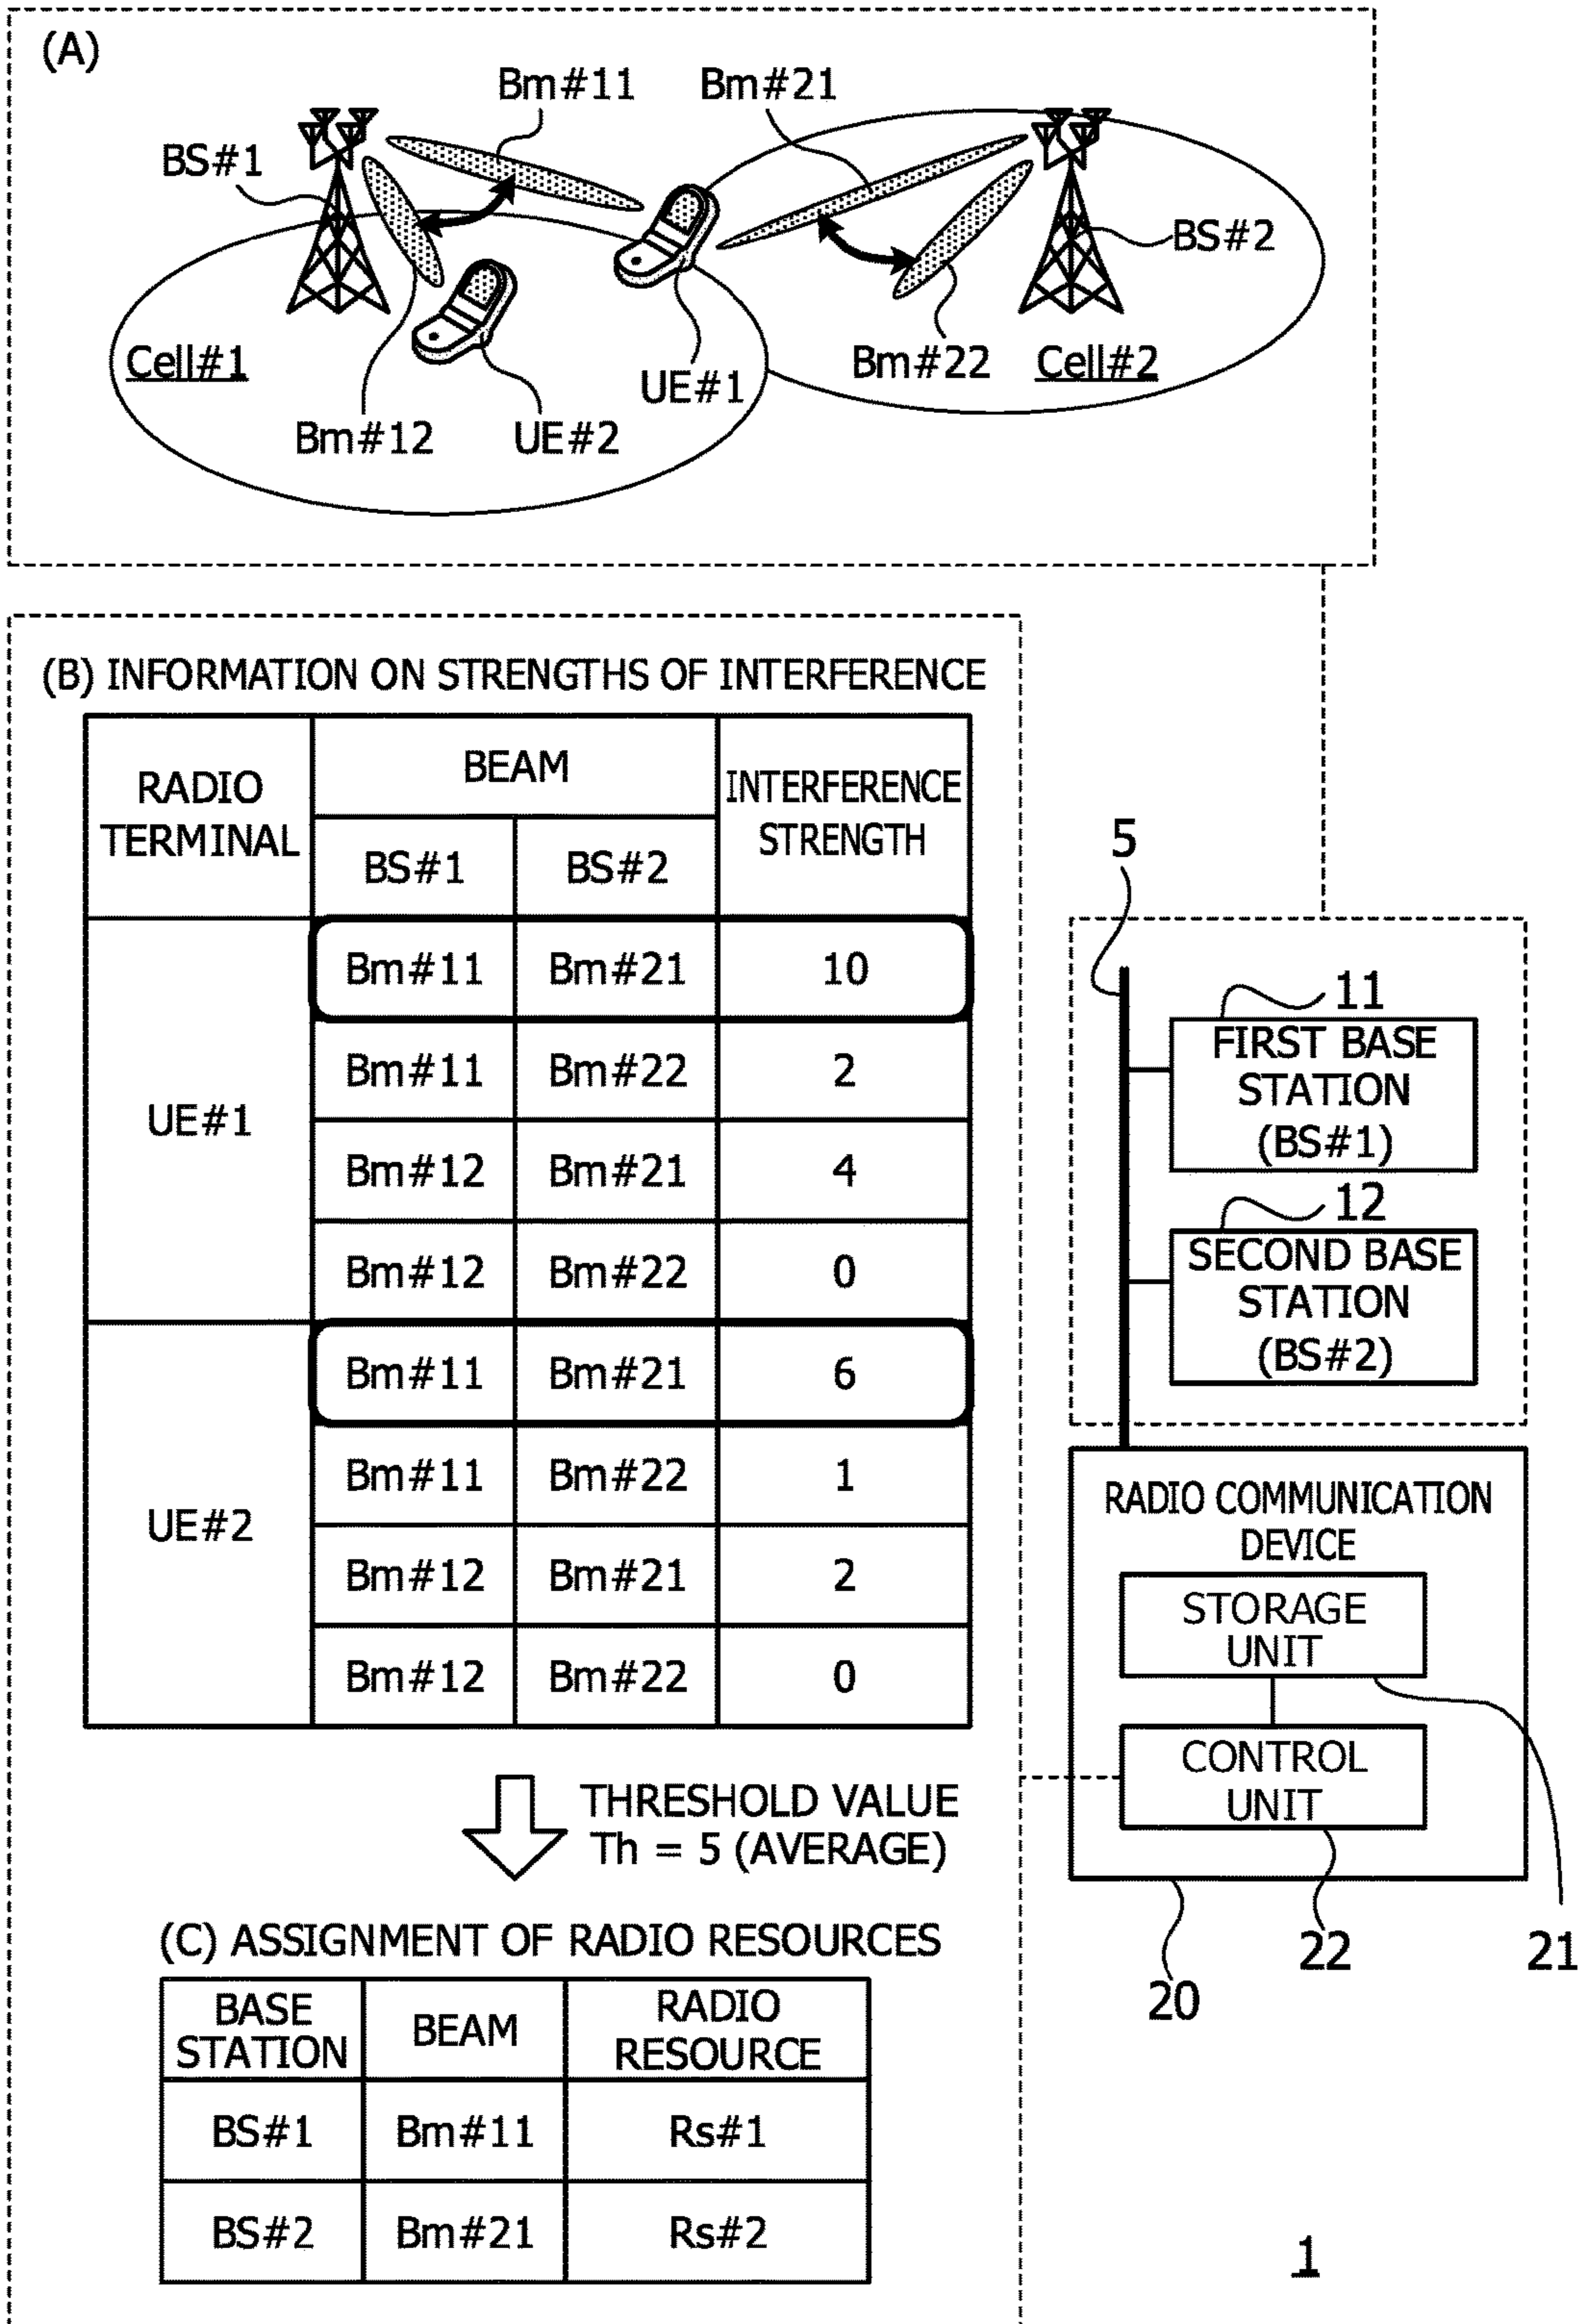 (A)
Bm#11
Bm#21
BS#1
BS#2
Cell#1
Bm#12
UE#2
UE#1
Bm#22
Cell#2
(B) INFORMATION ON STRENGTHS OF INTERFERENCE
RADIO
TERMINAL
BEAM
INTERFERENCE
STRENGTH
BS#1
BS#2
UE#1
Bm#11 Bm#21 10
Bm#11 Bm#22 2
Bm#12 Bm#21 4
Bm#12 Bm#22 0
UE#2
Bm#11 Bm#21 6
Bm#11 Bm#22 1
Bm#12 Bm#21 2
Bm#12 Bm#22 0
THRESHOLD VALUE
Th = 5 (AVERAGE)
(C) ASSIGNMENT OF RADIO RESOURCES
BASE
STATION
BEAM
RADIO
RESOURCE
BS#1 Bm#11 Rs#1
BS#2 Bm#21 Rs#2
5
11
FIRST BASE
STATION
(BS#1)
12
SECOND BASE
STATION
(BS#2)
RADIO COMMUNICATION
DEVICE
STORAGE
UNIT
CONTROL
UNIT
20
22
21
1